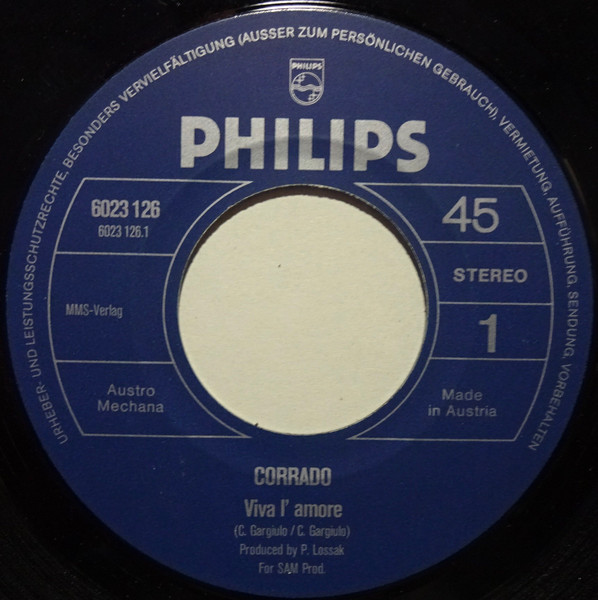 URHEBER- UND LEISTUNGSSCHUTZRECHTE, BESONDERS VERVIELFÄLTIGUNG (AUSSER ZUM PERSÖNLICHEN GEBRAUCH), VERMIETUNG, AUFFÜHRUNG, SENDUNG, VORBEHALTEN
PHILIPS
PHILIPS
6023 126
6023 126.1
45
STEREO
MMS-Verlag
1
Austro
Mechana
Made
in Austria
CORRADO
Viva l' amore
(C. Gargiulo / C. Gargiulo)
Produced by P. Lossak
For SAM Prod.